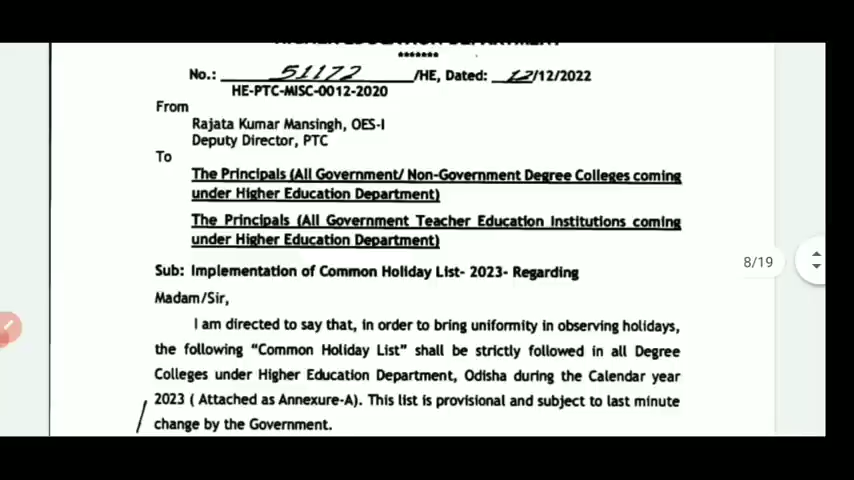 HIGHER EDUCATION DEPARTMENT
*******
No.: 51172 /HE, Dated: 12/12/2022
HE-PTC-MISC-0012-2020
From
Rajata Kumar Mansingh, OES-I
Deputy Director, PTC
To
The Principals (All Government/ Non-Government Degree Colleges coming
under Higher Education Department)
The Principals (All Government Teacher Education Institutions coming
under Higher Education Department)
Sub: Implementation of Common Holiday List- 2023- Regarding
Madam/Sir,
I am directed to say that, in order to bring uniformity in observing holidays,
the following “Common Holiday List” shall be strictly followed in all Degree
Colleges under Higher Education Department, Odisha during the Calendar year
2023 ( Attached as Annexure-A). This list is provisional and subject to last minute
change by the Government.
8/19